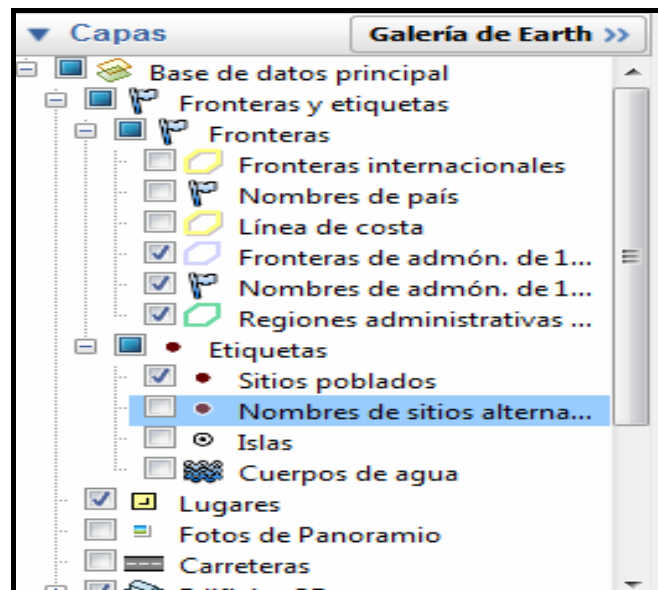 Capas Galería de Earth >>
Base de datos principal
Fronteras y etiquetas
Fronteras
Fronteras internacionales
Nombres de país
Línea de costa
Fronteras de admón. de 1...
Nombres de admón. de 1...
Regiones administrativas ...
Etiquetas
Sitios poblados
Nombres de sitios alterna...
Islas
Cuerpos de agua
Lugares
Fotos de Panoramio
Carreteras